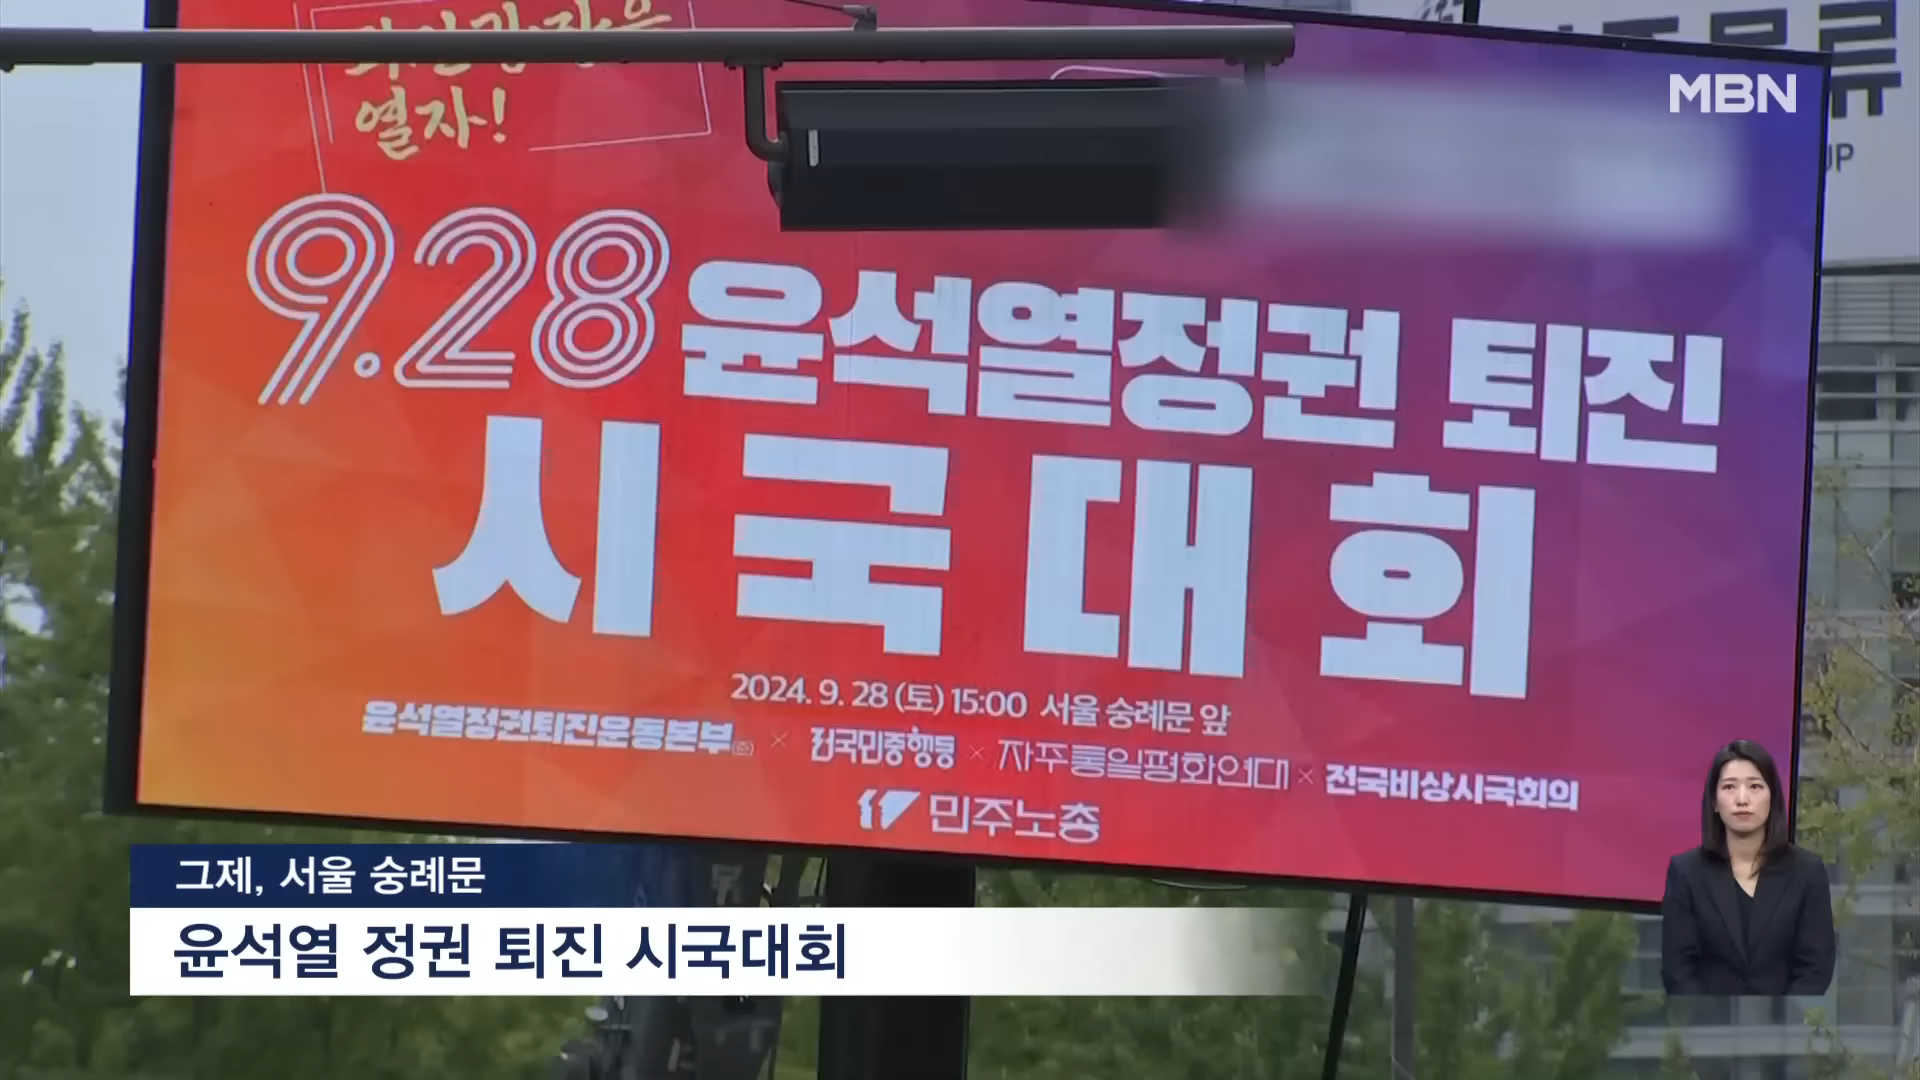 열자!
MBN
UP
9.28 윤석열정권 퇴진
시국대회
2024. 9. 28 (토) 15:00 서울 숭례문 앞
윤석열정권퇴진운동본부(준) × 전국민중행동 × 자주통일평화연대 × 전국비상시국회의
민주노총
그제, 서울 숭례문
윤석열 정권 퇴진 시국대회